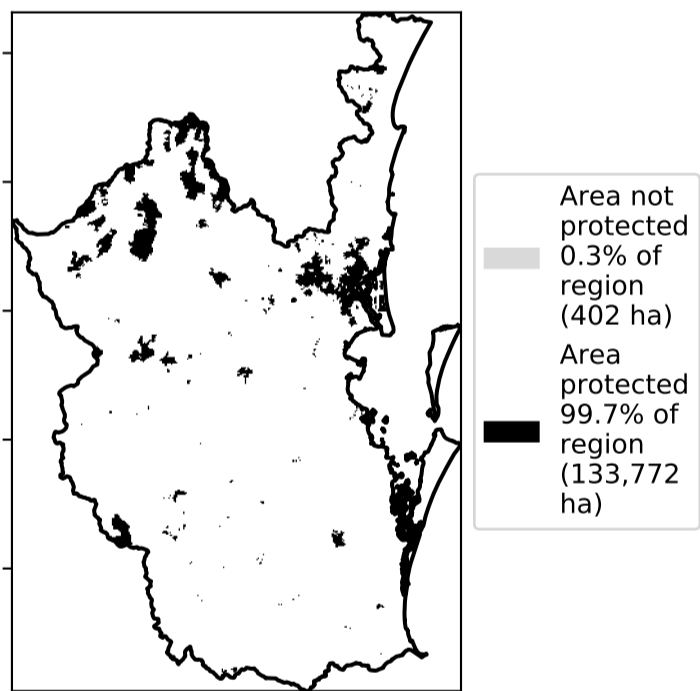 Area not
protected
0.3% of
region
(402 ha)
Area
protected
99.7% of
region
(133,772
ha)